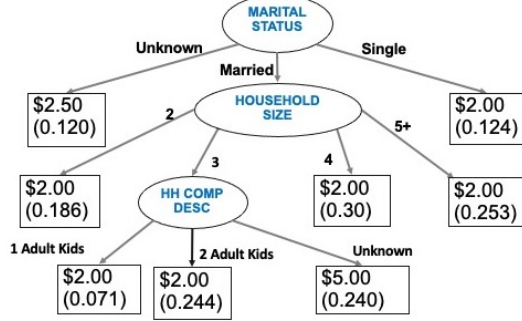 MARITAL
STATUS
Unknown
Single
Married
$2.50
(0.120)
HOUSEHOLD
SIZE
$2.00
(0.124)
2
5+
3
4
$2.00
(0.186)
HH COMP
DESC
$2.00
(0.30)
$2.00
(0.253)
1 Adult Kids
2 Adult Kids
Unknown
$2.00
(0.071)
$2.00
(0.244)
$5.00
(0.240)